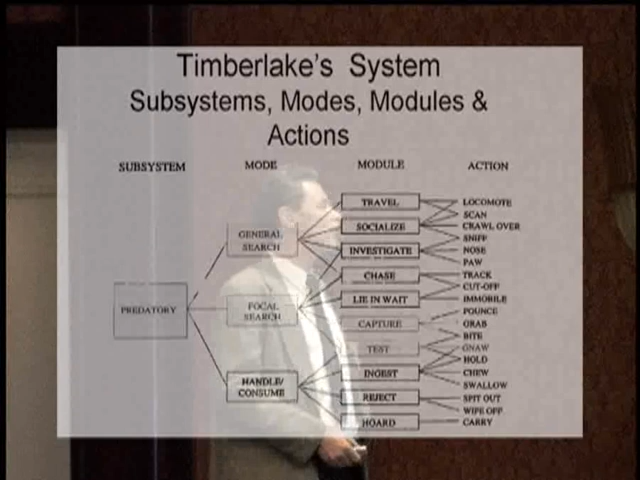 Timberlake's System
Subsystems, Modes, Modules &
Actions
SUBSYSTEM MODE MODULE ACTION
PREDATORY
GENERAL
SEARCH
FOCAL
SEARCH
HANDLE/
CONSUME
TRAVEL
SOCIALIZE
INVESTIGATE
CHASE
LIE IN WAIT
CAPTURE
TEST
INGEST
REJECT
HOARD
LOCOMOTE
SCAN
CRAWL OVER
SNIFF
NOSE
PAW
TRACK
CUT-OFF
IMMOBILE
POUNCE
GRAB
BITE
GNAW
HOLD
CHEW
SWALLOW
SPIT OUT
WIPE OFF
CARRY